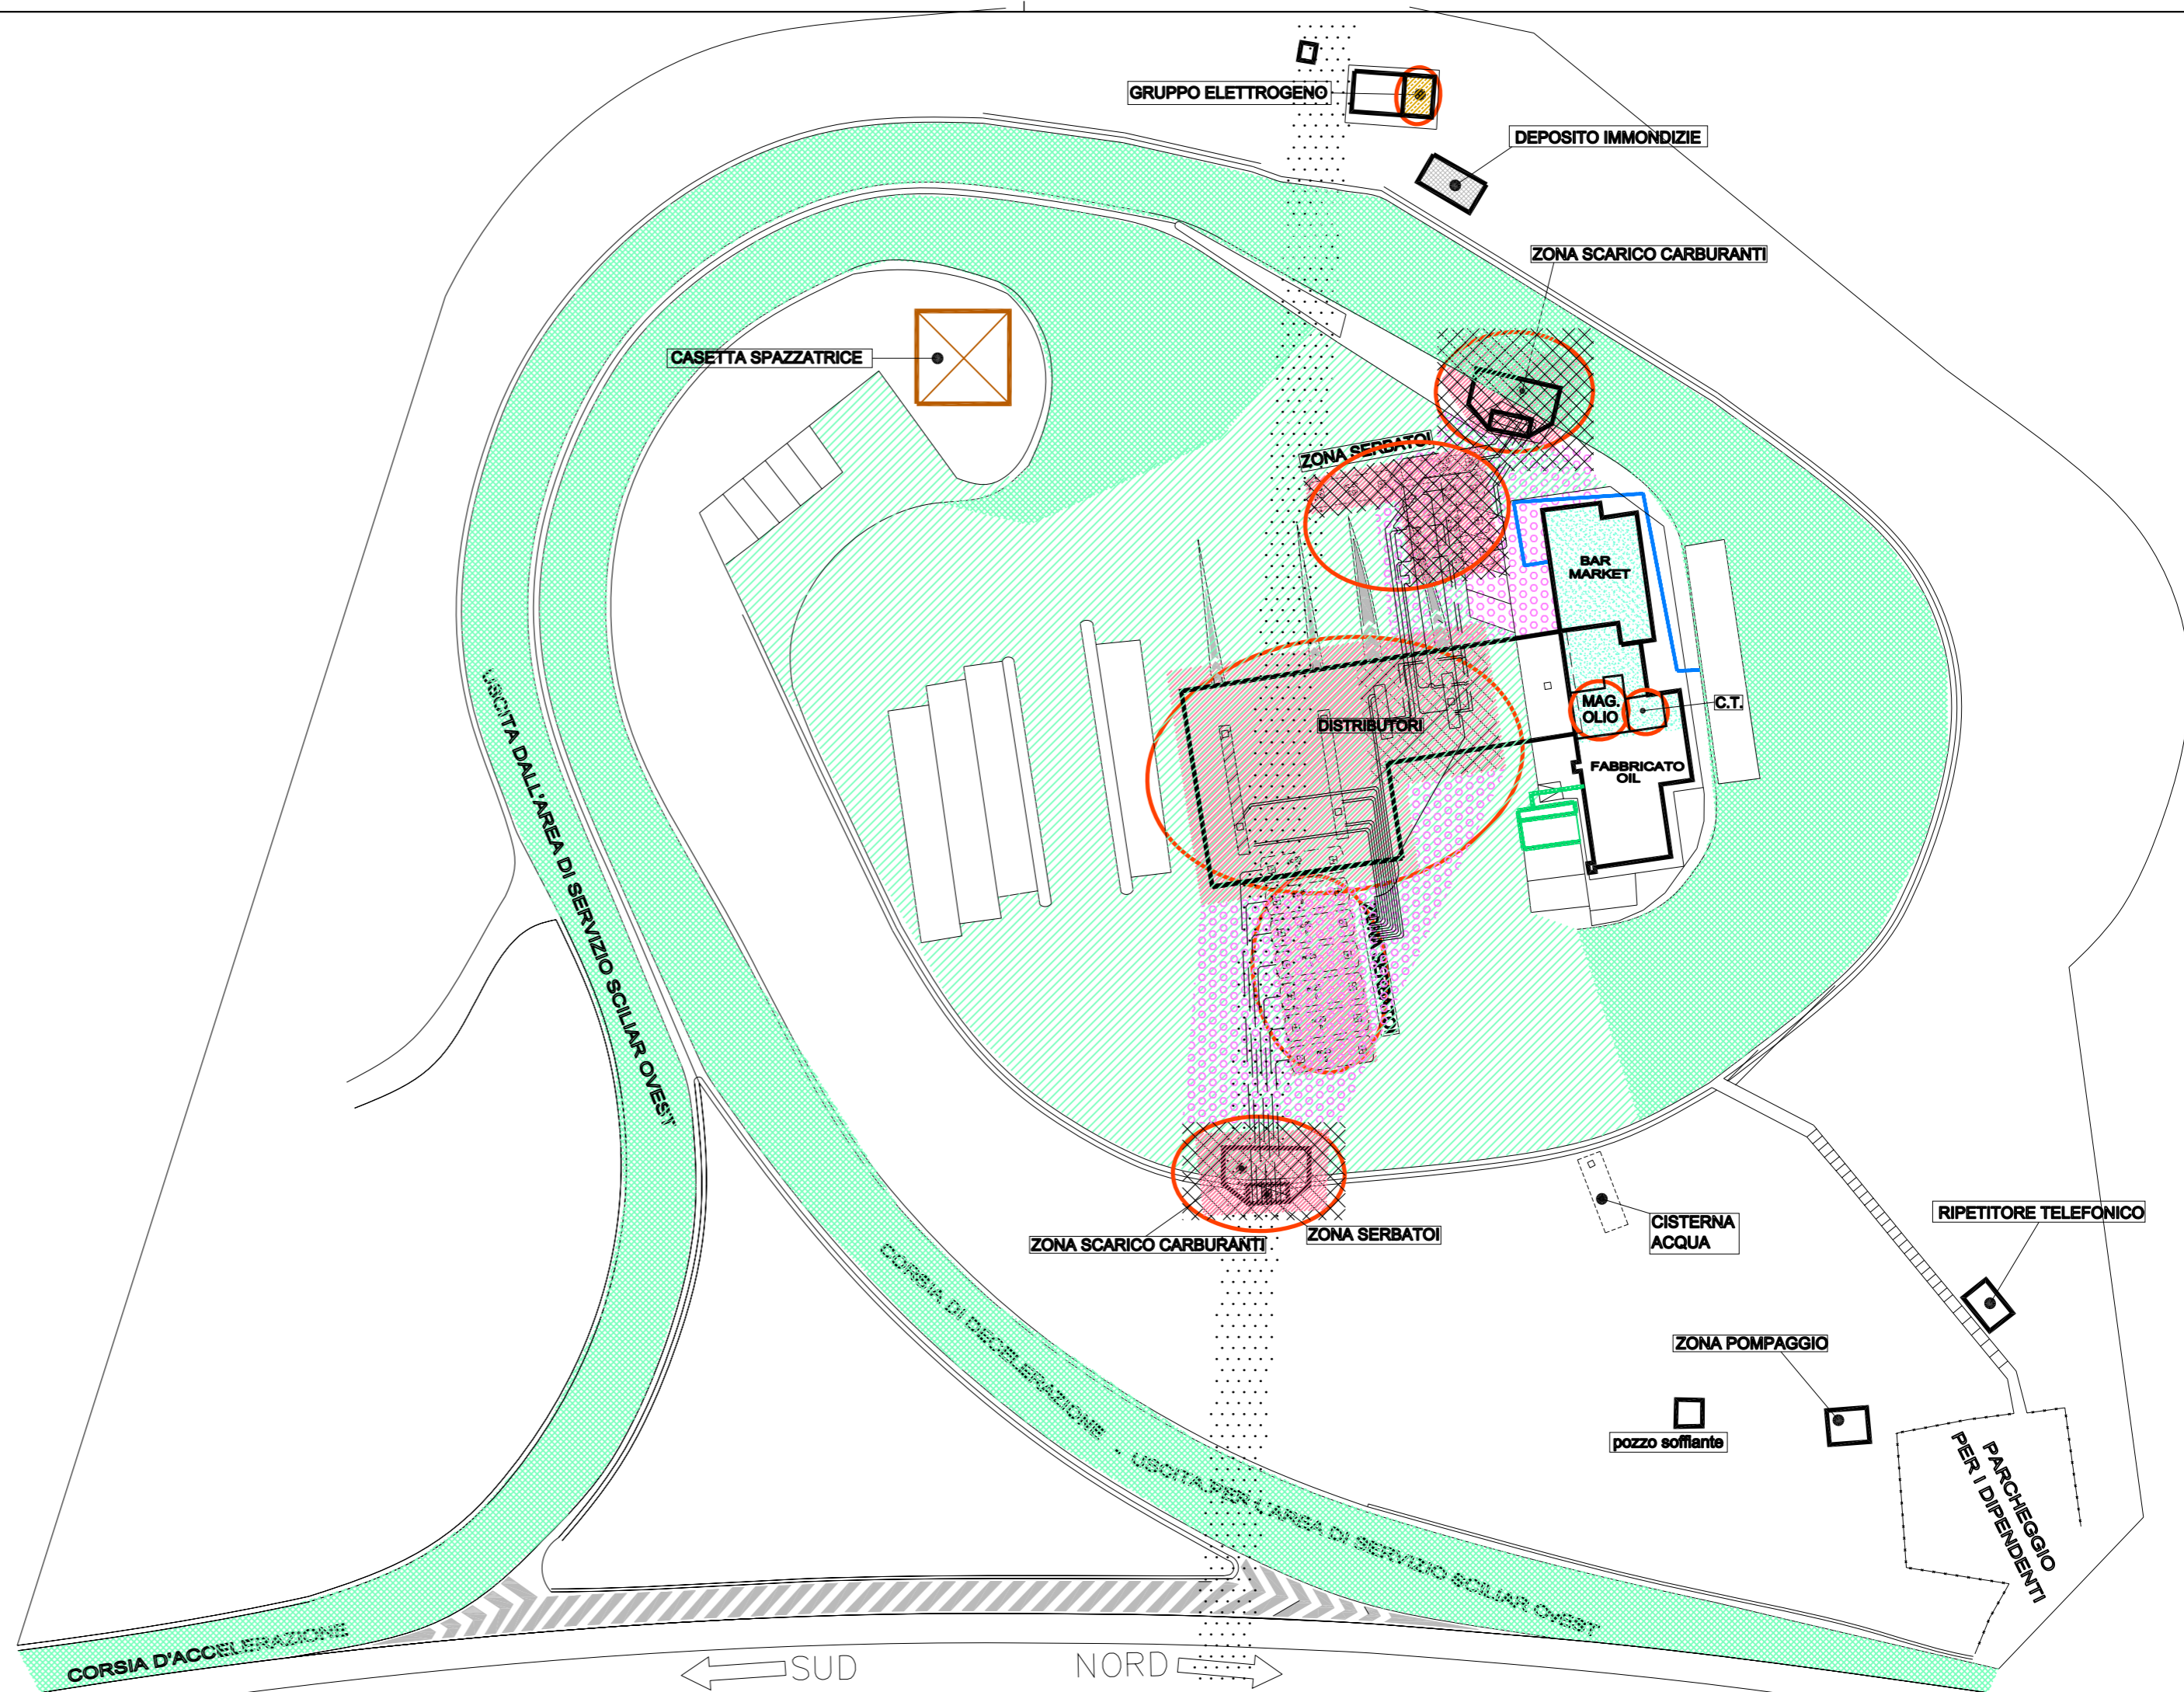 GRUPPO ELETTROGENO
DEPOSITO IMMONDIZIE
ZONA SCARICO CARBURANTI
CASETTA SPAZZATRICE
ZONA SERBATOI
BAR
MARKET
MAG.
OLIO
C.T.
DISTRIBUTORI
FABBRICATO
OIL
USCITA DALL'AREA DI SERVIZIO SCILIAR OVEST
ZONA SERBATOI
ZONA SCARICO CARBURANTI
ZONA SERBATOI
CISTERNA
ACQUA
RIPETITORE TELEFONICO
ZONA POMPAGGIO
pozzo soffiante
PARCHEGGIO
PER I DIPENDENTI
CORSIA DI DECELERAZIONE - USCITA PER L'AREA DI SERVIZIO SCILIAR OVEST
CORSIA D'ACCELERAZIONE
SUD
NORD